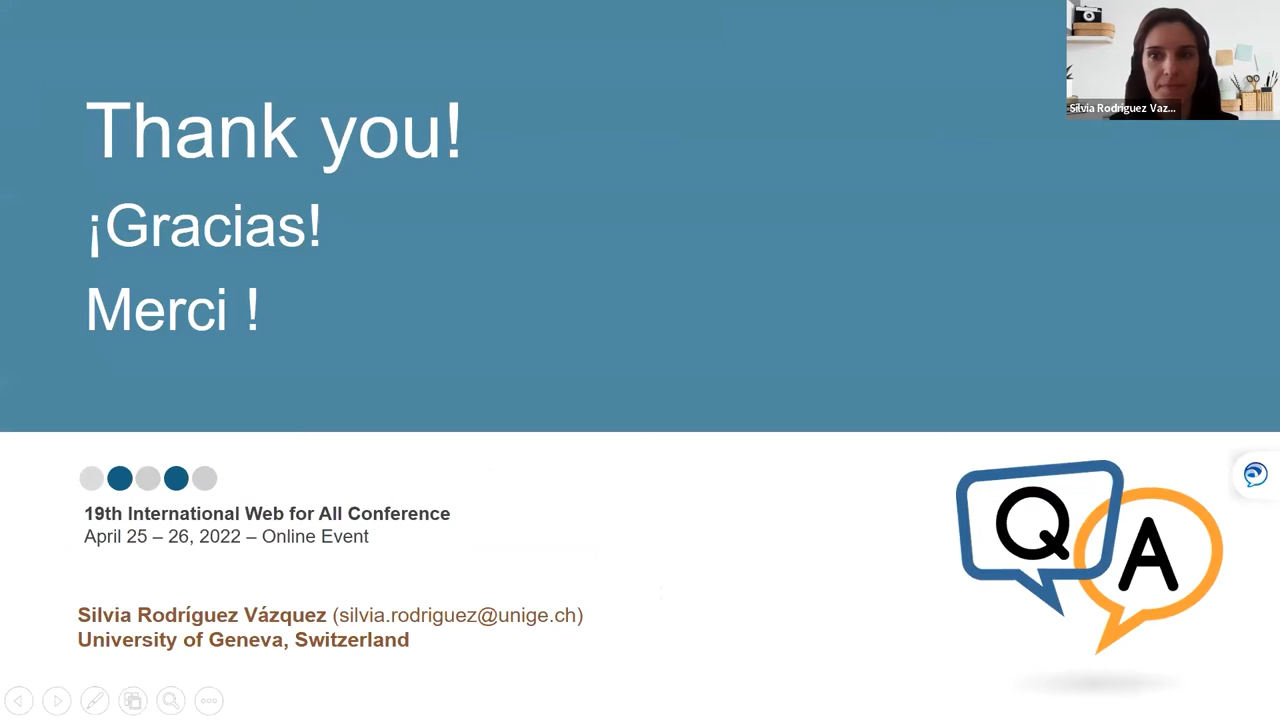 Thank you!
¡Gracias!
Merci !
Silvia Rodríguez Vaz...
19th International Web for All Conference
April 25 – 26, 2022 – Online Event
Q A
Silvia Rodríguez Vázquez (silvia.rodriguez@unige.ch)
University of Geneva, Switzerland